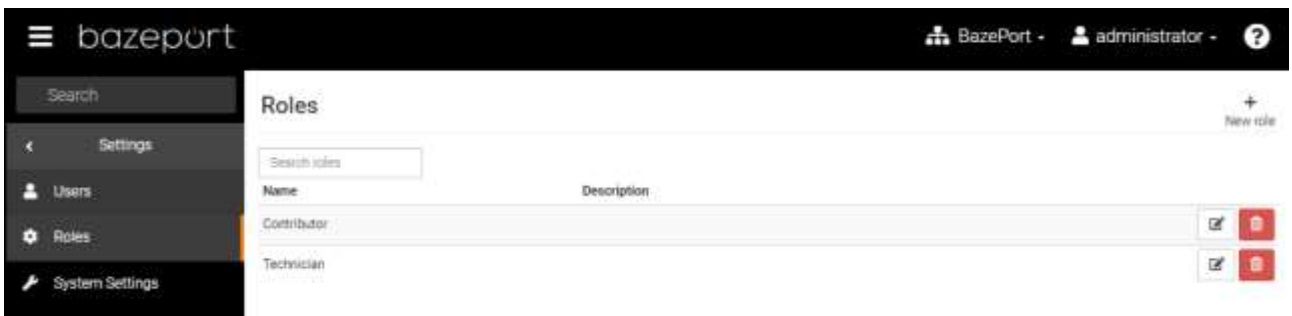 bazeport
BazePort
administrator
?
Search
Settings
Users
Roles
System Settings
Roles
New role
Search roles
Name Description
Contributor
Technician